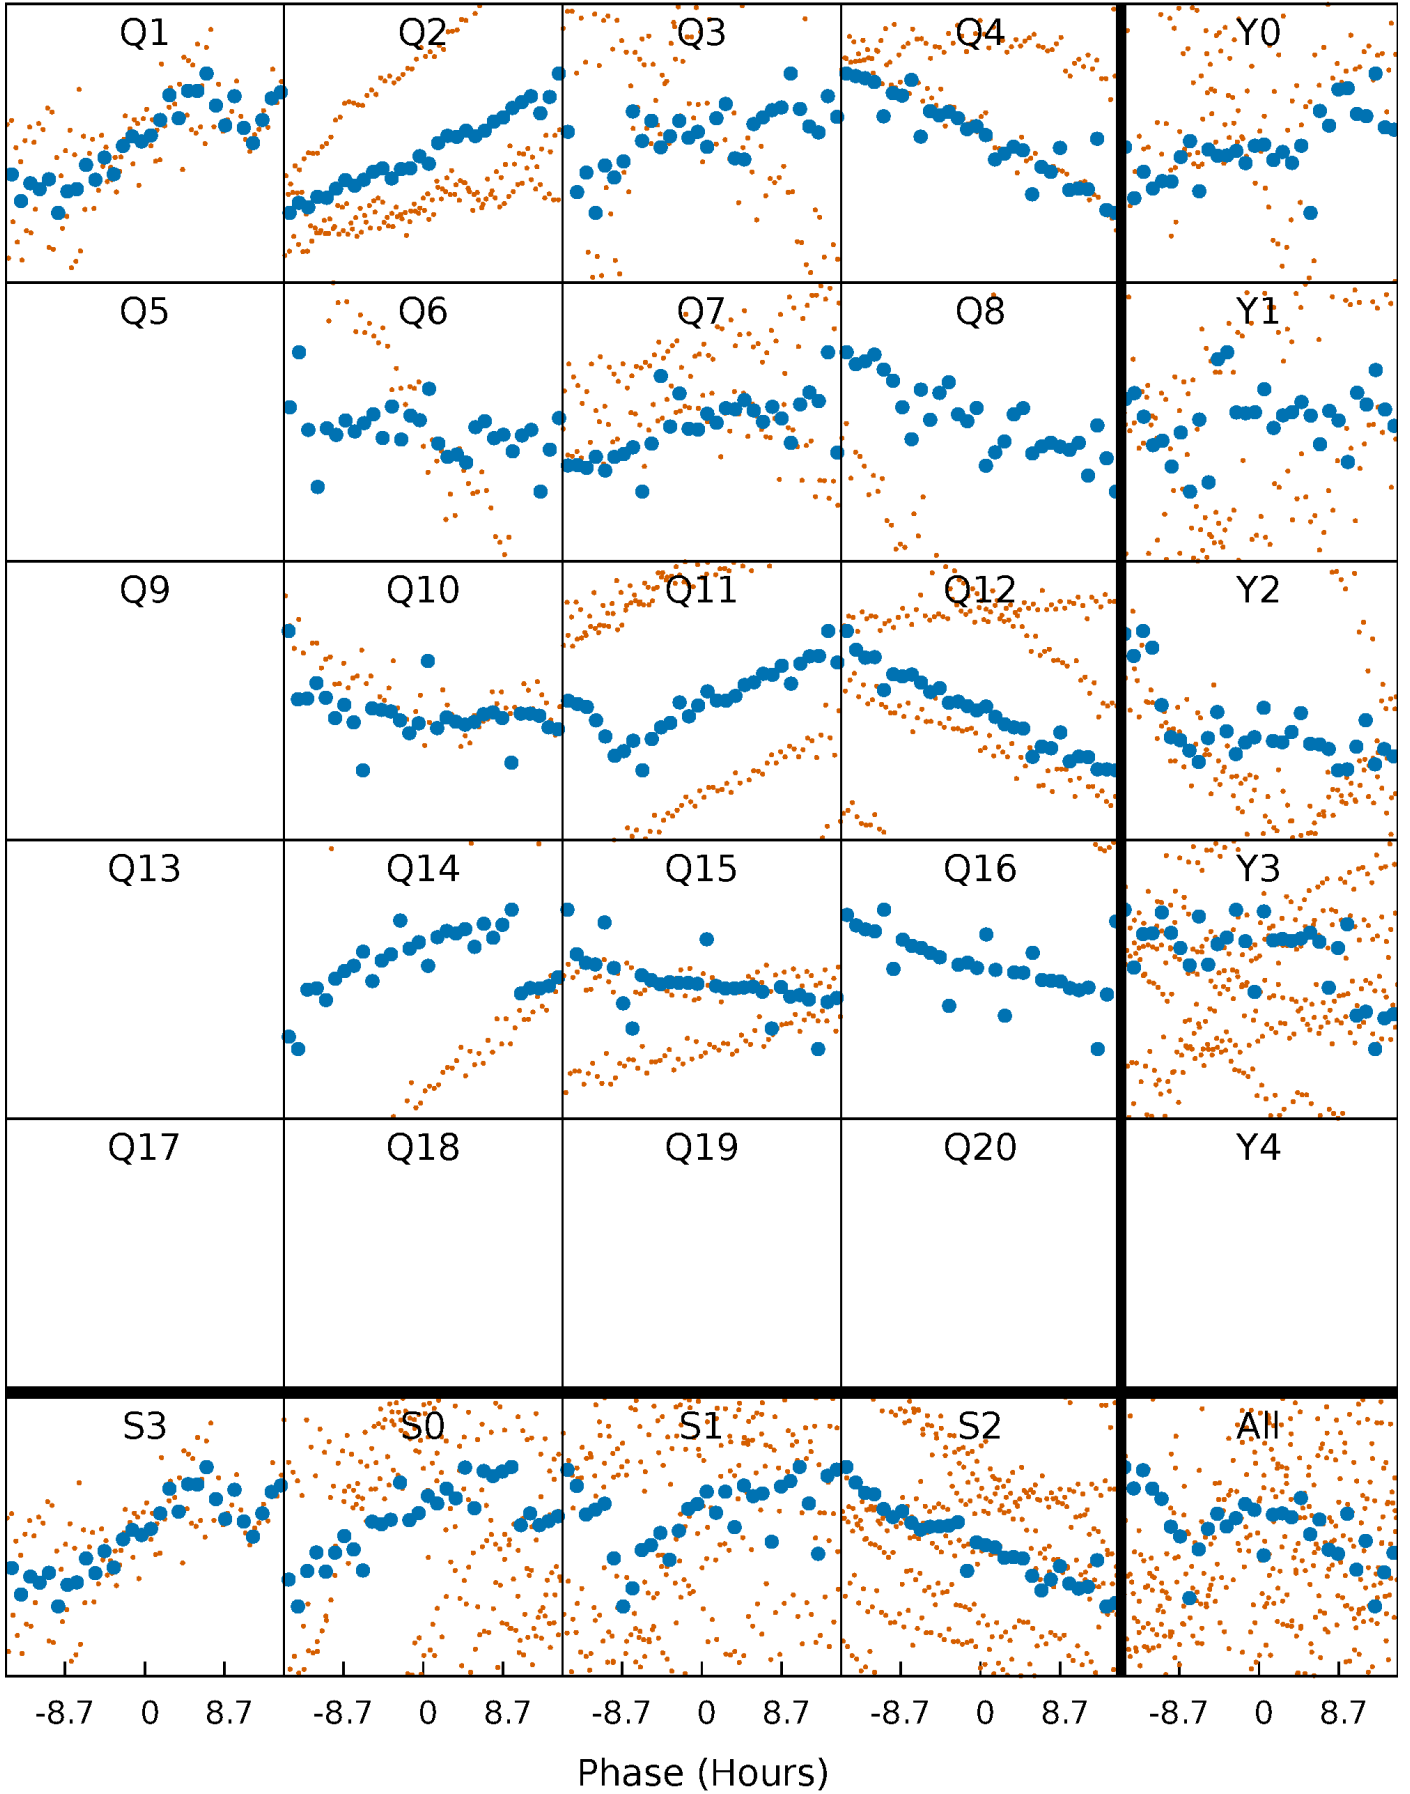 Q1 Q2 Q3 Q4 Y0
Q5 Q6 Q7 Q8 Y1
Q9 Q10 Q11 Q12 Y2
Q13 Q14 Q15 Q16 Y3
Q17 Q18 Q19 Q20 Y4
S3 S0 S1 S2 All
-8.7 0 8.7 -8.7 0 8.7 -8.7 0 8.7 -8.7 0 8.7 -8.7 0 8.7
Phase (Hours)